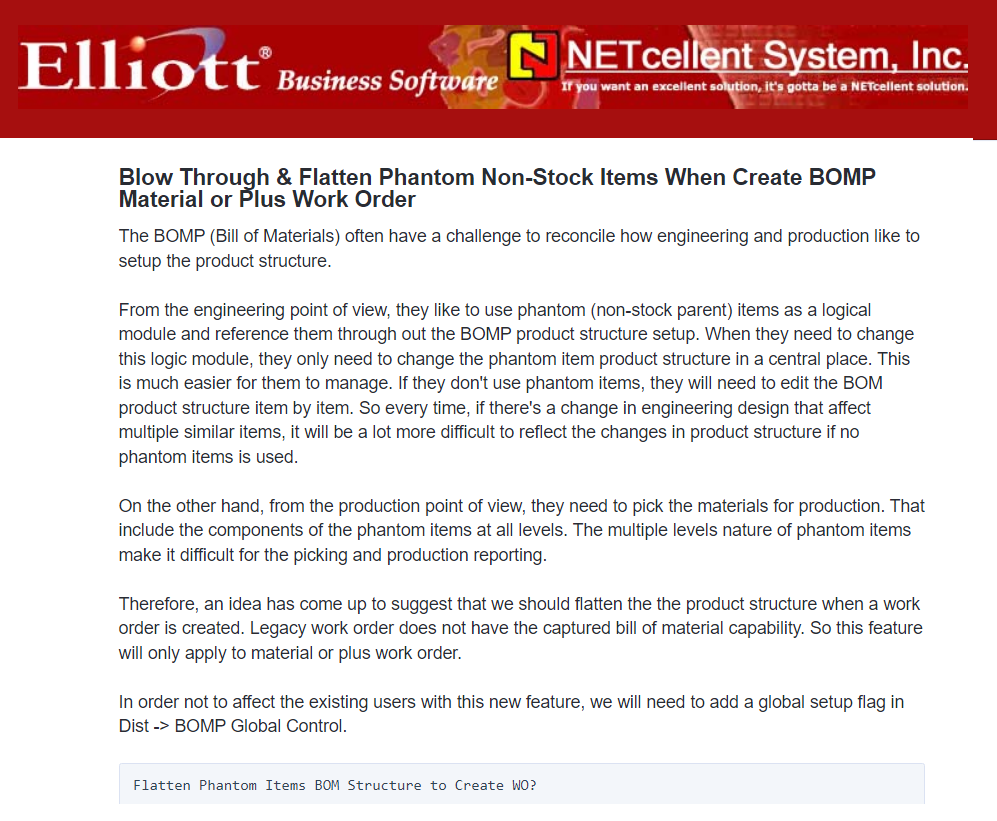 Elliott® Business Software
NETcellent System, Inc.
If you want an excellent solution, it's gotta be a NETcellent solution.
Blow Through & Flatten Phantom Non-Stock Items When Create BOMP
Material or Plus Work Order
The BOMP (Bill of Materials) often have a challenge to reconcile how engineering and production like to
setup the product structure.
From the engineering point of view, they like to use phantom (non-stock parent) items as a logical
module and reference them through out the BOMP product structure setup. When they need to change
this logic module, they only need to change the phantom item product structure in a central place. This
is much easier for them to manage. If they don't use phantom items, they will need to edit the BOM
product structure item by item. So every time, if there's a change in engineering design that affect
multiple similar items, it will be a lot more difficult to reflect the changes in product structure if no
phantom items is used.
On the other hand, from the production point of view, they need to pick the materials for production. That
include the components of the phantom items at all levels. The multiple levels nature of phantom items
make it difficult for the picking and production reporting.
Therefore, an idea has come up to suggest that we should flatten the the product structure when a work
order is created. Legacy work order does not have the captured bill of material capability. So this feature
will only apply to material or plus work order.
In order not to affect the existing users with this new feature, we will need to add a global setup flag in
Dist -> BOMP Global Control.
Flatten Phantom Items BOM Structure to Create WO?